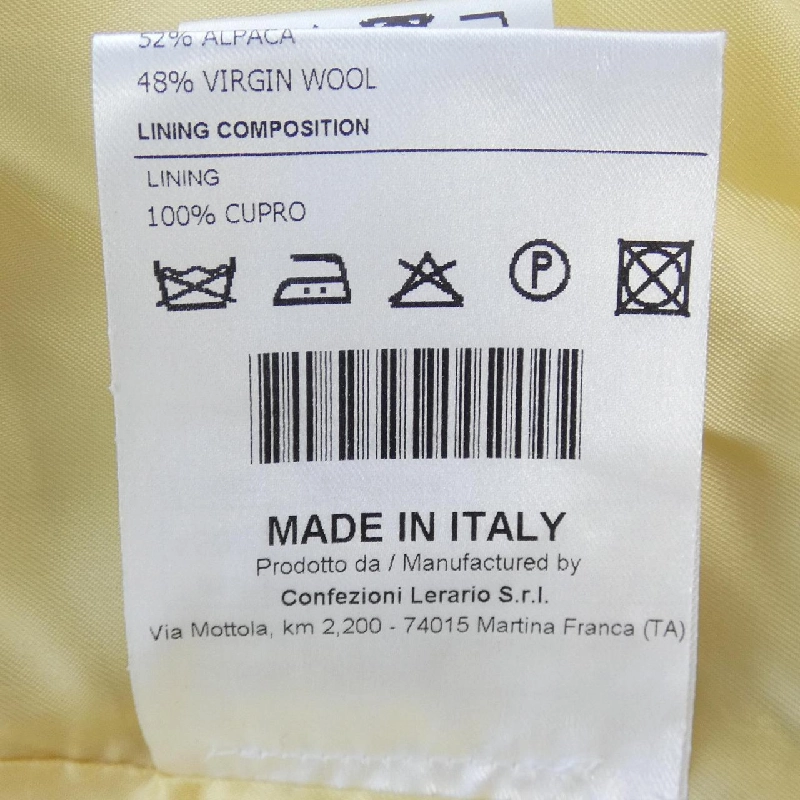 52% ALPACA
48% VIRGIN WOOL
LINING COMPOSITION
LINING
100% CUPRO
P
MADE IN ITALY
Prodotto da / Manufactured by
Confezioni Lerario S.r.l.
Via Mottola, km 2,200 - 74015 Martina Franca (TA)